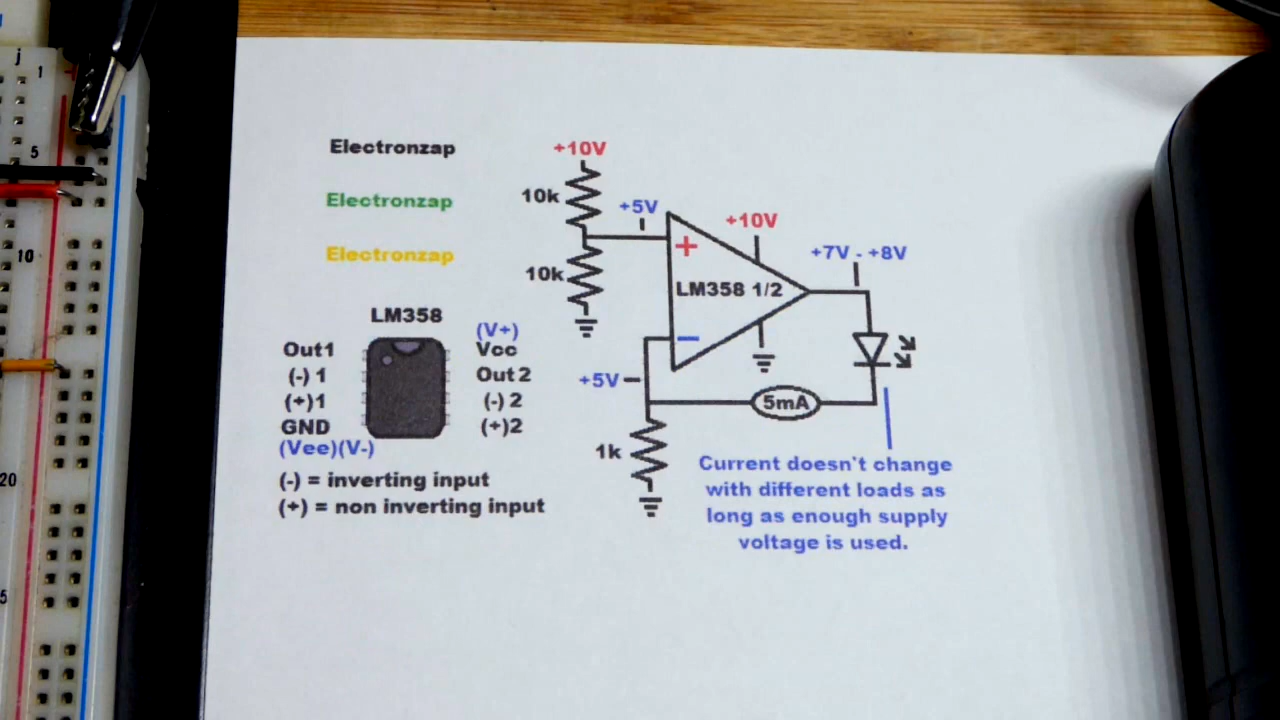 j
1
5
10
20
5
Electronzap
Electronzap
Electronzap
+10V
10k
+5V
10k
+10V
+7V - +8V
+
LM358 1/2
−
+5V
5mA
1k
LM358
(V+)
Out1
Vcc
(-) 1
Out 2
(+)1
(-) 2
GND
(+)2
(Vee)(V-)
(-) = inverting input
(+) = non inverting input
Current doesn't change
with different loads as
long as enough supply
voltage is used.